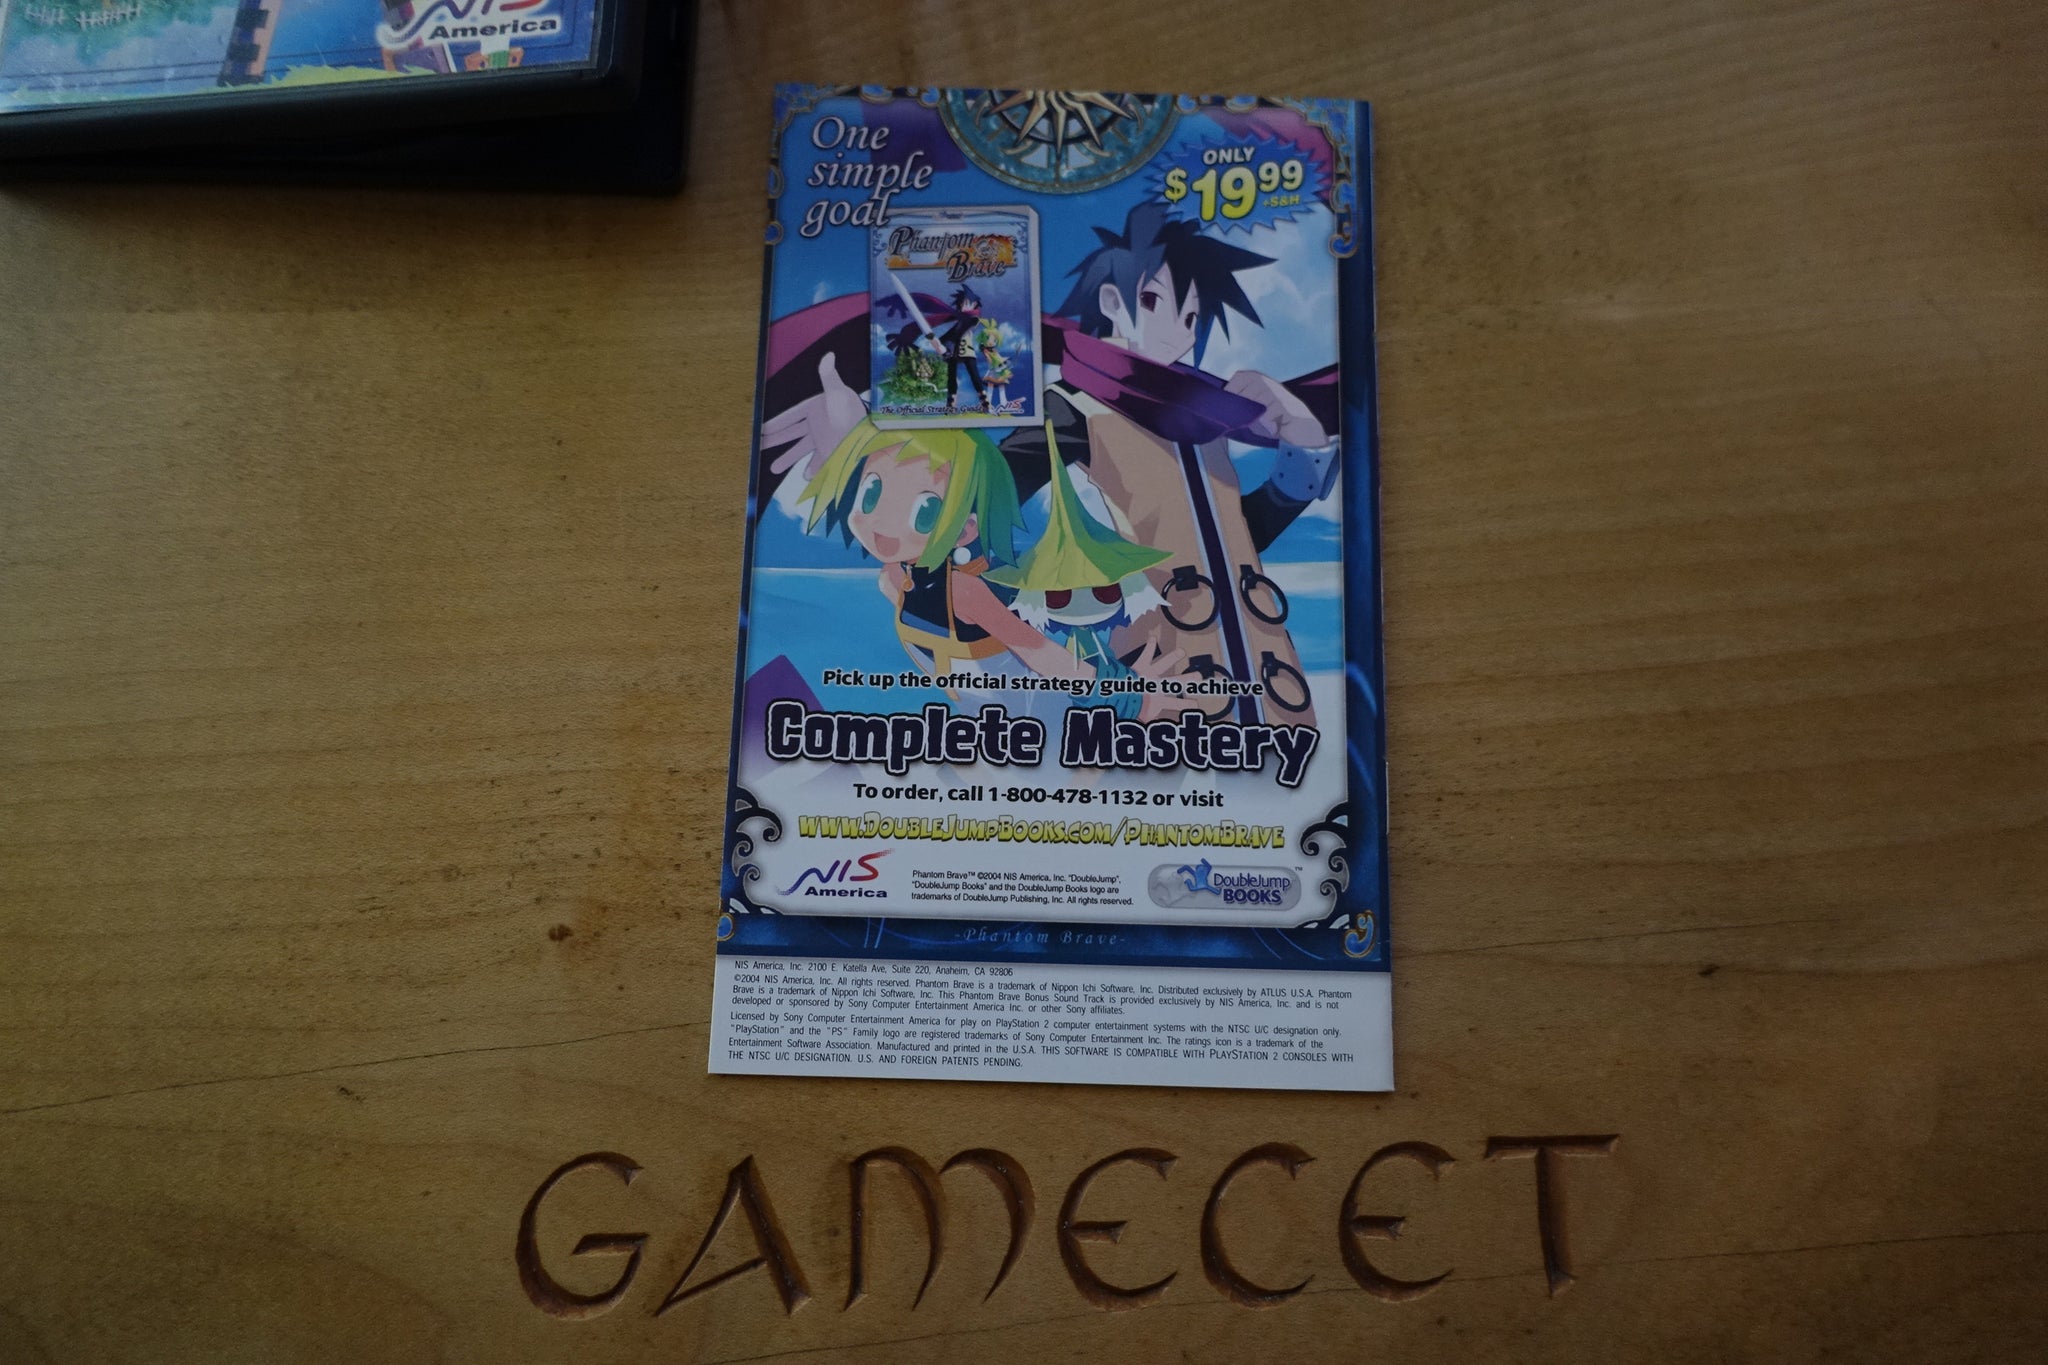 NIS
America
One
simple
goal
ONLY
$19.99
+S&H
Phantom
Brave
The Official Strategy Guide
NIS
Pick up the official strategy guide to achieve
Complete Mastery
To order, call 1-800-478-1132 or visit
WWW.DOUBLEJUMPBOOKS.COM/PHANTOMBRAVE
NIS
America
Phantom Brave™ ©2004 NIS America, Inc. "DoubleJump",
"DoubleJump Books" and the DoubleJump Books logo are
trademarks of DoubleJump Publishing, Inc. All rights reserved.
DoubleJump™
BOOKS
-Phantom Brave-
NIS America, Inc. 2100 E. Katella Ave, Suite 220, Anaheim, CA 92806
©2004 NIS America, Inc. All rights reserved. Phantom Brave is a trademark of Nippon Ichi Software, Inc. Distributed exclusively by ATLUS U.S.A. Phantom
Brave is a trademark of Nippon Ichi Software, Inc. This Phantom Brave Bonus Sound Track is provided exclusively by NIS America, Inc. and is not
developed or sponsored by Sony Computer Entertainment America Inc. or other Sony affiliates.
Licensed by Sony Computer Entertainment America for play on PlayStation 2 computer entertainment systems with the NTSC U/C designation only.
"PlayStation" and the "PS" Family logo are registered trademarks of Sony Computer Entertainment Inc. The ratings icon is a trademark of the
Entertainment Software Association. Manufactured and printed in the U.S.A. THIS SOFTWARE IS COMPATIBLE WITH PLAYSTATION 2 CONSOLES WITH
THE NTSC U/C DESIGNATION. U.S. AND FOREIGN PATENTS PENDING.
GAMECET